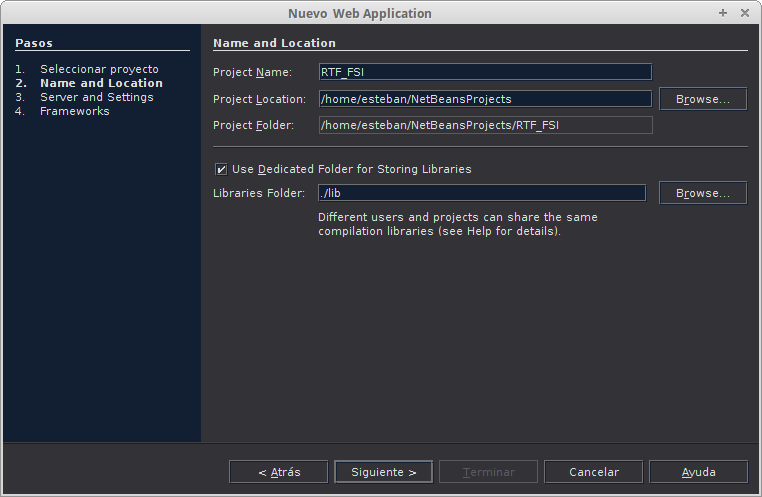 Nuevo Web Application
Pasos
1. Seleccionar proyecto
2. Name and Location
3. Server and Settings
4. Frameworks
Name and Location
Project Name: RTF_FSI
Project Location: /home/esteban/NetBeansProjects Browse...
Project Folder: /home/esteban/NetBeansProjects/RTF_FSI
Use Dedicated Folder for Storing Libraries
Libraries Folder: ./lib Browse...
Different users and projects can share the same
compilation libraries (see Help for details).
< Atrás Siguiente > Terminar Cancelar Ayuda